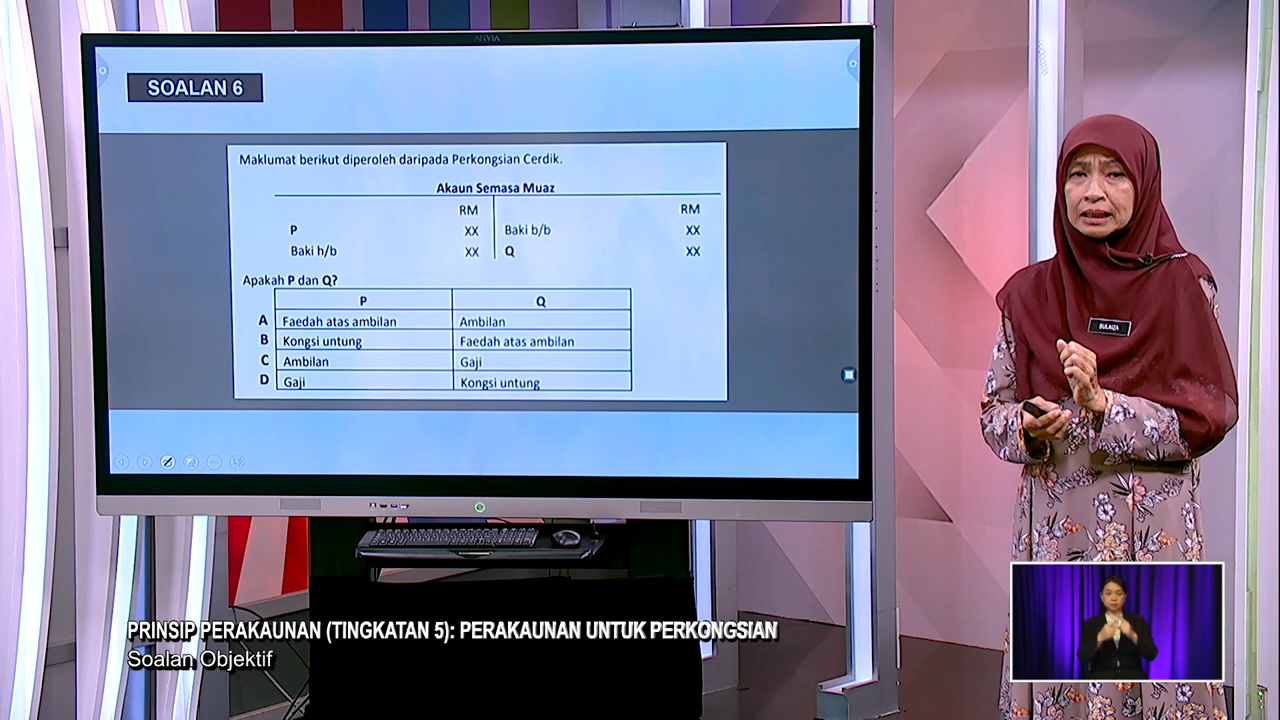 ARVIA
SOALAN 6
Maklumat berikut diperoleh daripada Perkongsian Cerdik.
Akaun Semasa Muaz
RM RM
P XX Baki b/b XX
Baki h/b XX Q XX
Apakah P dan Q?
P Q
A Faedah atas ambilan Ambilan
B Kongsi untung Faedah atas ambilan
C Ambilan Gaji
D Gaji Kongsi untung
SULAIZA
PRINSIP PERAKAUNAN (TINGKATAN 5): PERAKAUNAN UNTUK PERKONGSIAN
Soalan Objektif